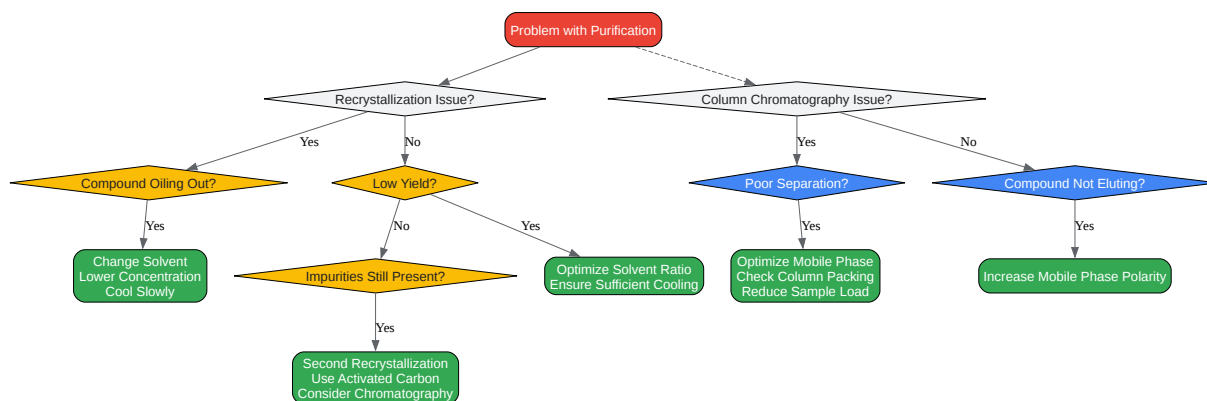 Problem with Purification
Recrystallization Issue?
Column Chromatography Issue?
Yes
No
Yes
No
Compound Oiling Out?
Low Yield?
Poor Separation?
Compound Not Eluting?
Yes
No
Yes
Yes
Yes
Change Solvent
Lower Concentration
Cool Slowly
Impurities Still Present?
Optimize Solvent Ratio
Ensure Sufficient Cooling
Optimize Mobile Phase
Check Column Packing
Reduce Sample Load
Increase Mobile Phase Polarity
Yes
Second Recrystallization
Use Activated Carbon
Consider Chromatography